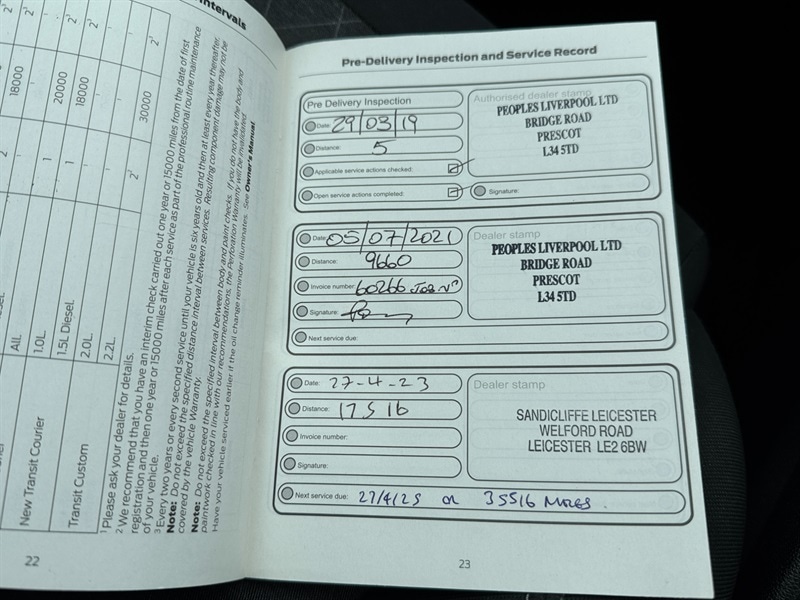 ntervals
2¹
2¹
18000
20000
18000
30000
2¹
2
1
1
2¹
All.
1.0L.
1.5L Diesel.
2.0L.
2.2L.
New Transit Courier
Transit Custom
¹ Please ask your dealer for details.
² We recommend that you have an interim check carried out one year or 15000 miles from the date of first
registration and then one year or 15000 miles after each service as part of the professional routine maintenance
of your vehicle.
³ Every two years or every second service until your vehicle is six years old and then at least every year thereafter.
Note: Do not exceed the specified distance interval between services. Resulting component damage may not be
covered by the vehicle Warranty.
Note: Do not exceed the specified interval between body and paint checks. If you do not have the body and
paintwork checked in line with our recommendations, the Perforation Warranty will be invalidated.
Have your vehicle serviced earlier if the oil change reminder illuminates. See Owner's Manual.
22
Pre-Delivery Inspection and Service Record
Pre Delivery Inspection
Date: 29/03/19
Distance: 5
Applicable service actions checked:
Open service actions completed:
Authorised dealer stamp
PEOPLES LIVERPOOL LTD
BRIDGE ROAD
PRESCOT
L34 5TD
Signature:
Date: 05/07/2021
Distance: 9660
Invoice number: 60266
Signature:
Next service due:
Dealer stamp
PEOPLES LIVERPOOL LTD
BRIDGE ROAD
PRESCOT
L34 5TD
Date: 27-4-23
Distance: 17516
Invoice number:
Signature:
Next service due: 27/4/25 or 35516 MILES.
Dealer stamp
SANDICLIFFE LEICESTER
WELFORD ROAD
LEICESTER LE2 6BW
23